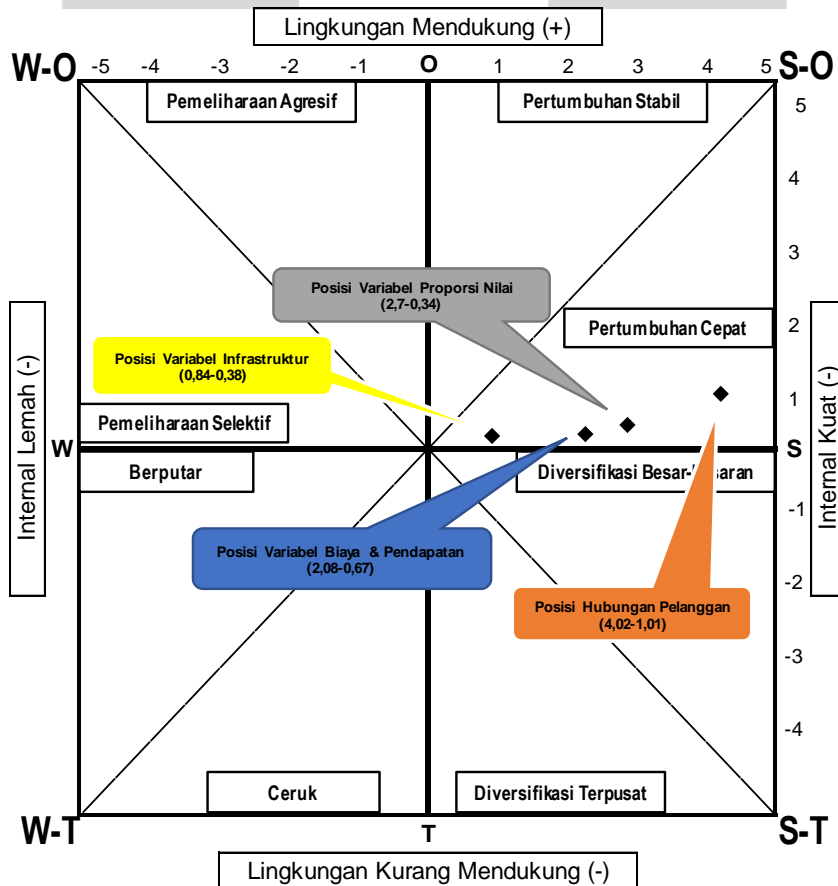 Lingkungan Mendukung (+)
W-O -5 -4 -3 -2 -1 O 1 2 3 4 5 S-O
Pemeliharaan Agresif
Pertumbuhan Stabil
5
4
3
Posisi Variabel Proporsi Nilai
(2,7-0,34)
Pertumbuhan Cepat
2
Posisi Variabel Infrastruktur
(0,84-0,38)
1
Pemeliharaan Selektif
Internal Lemah (-)
W
S
Internal Kuat (-)
Berputar
Diversifikasi Besar-
saran
-1
Posisi Variabel Biaya & Pendapatan
(2,08-0,67)
-2
Posisi Hubungan Pelanggan
(4,02-1,01)
-3
-4
Ceruk
Diversifikasi Terpusat
W-T
T
S-T
Lingkungan Kurang Mendukung (-)